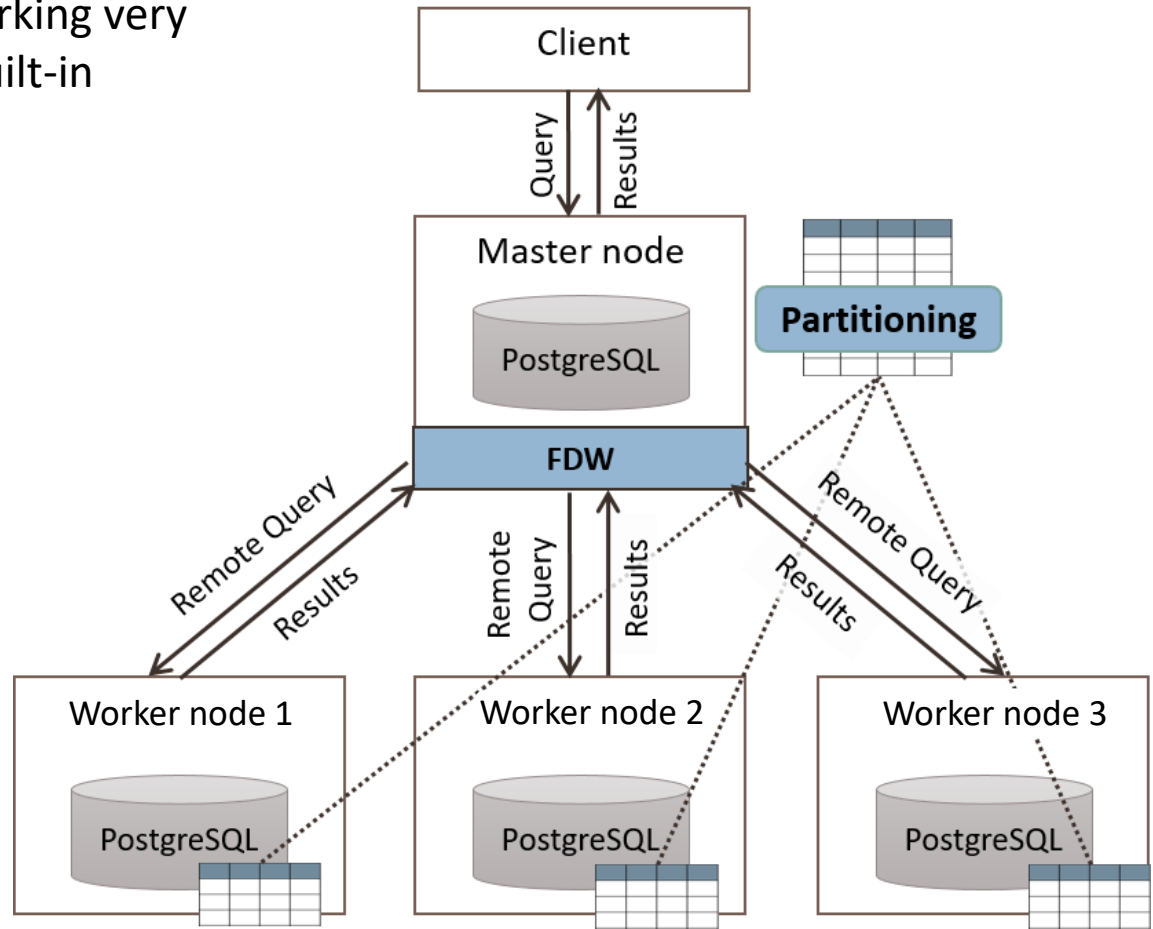 rking very
uilt-in
Client
Query
Results
Master node
PostgreSQL
Partitioning
FDW
Remote Query
Results
Remote
Query
Results
Remote Query
Results
Worker node 1
PostgreSQL
Worker node 2
PostgreSQL
Worker node 3
PostgreSQL